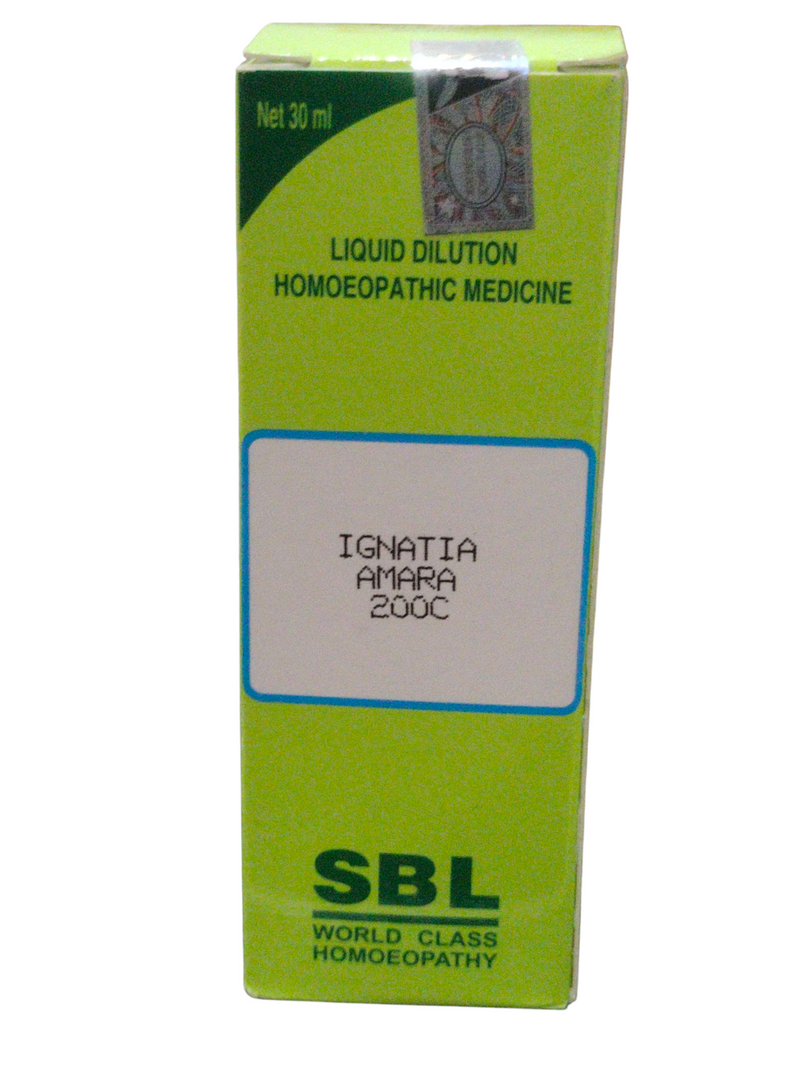 Net 30 ml
LIQUID DILUTION
HOMOEOPATHIC MEDICINE
IGNATIA
AMARA
200C
SBL
WORLD CLASS
HOMOEOPATHY